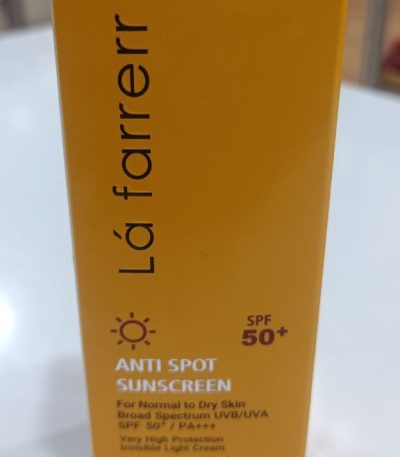 Lá farrerr
SPF
50+
ANTI SPOT
SUNSCREEN
For Normal to Dry Skin
Broad Spectrum UVB/UVA
SPF 50+ / PA+++
Very High Protection
Invisible Light Cream